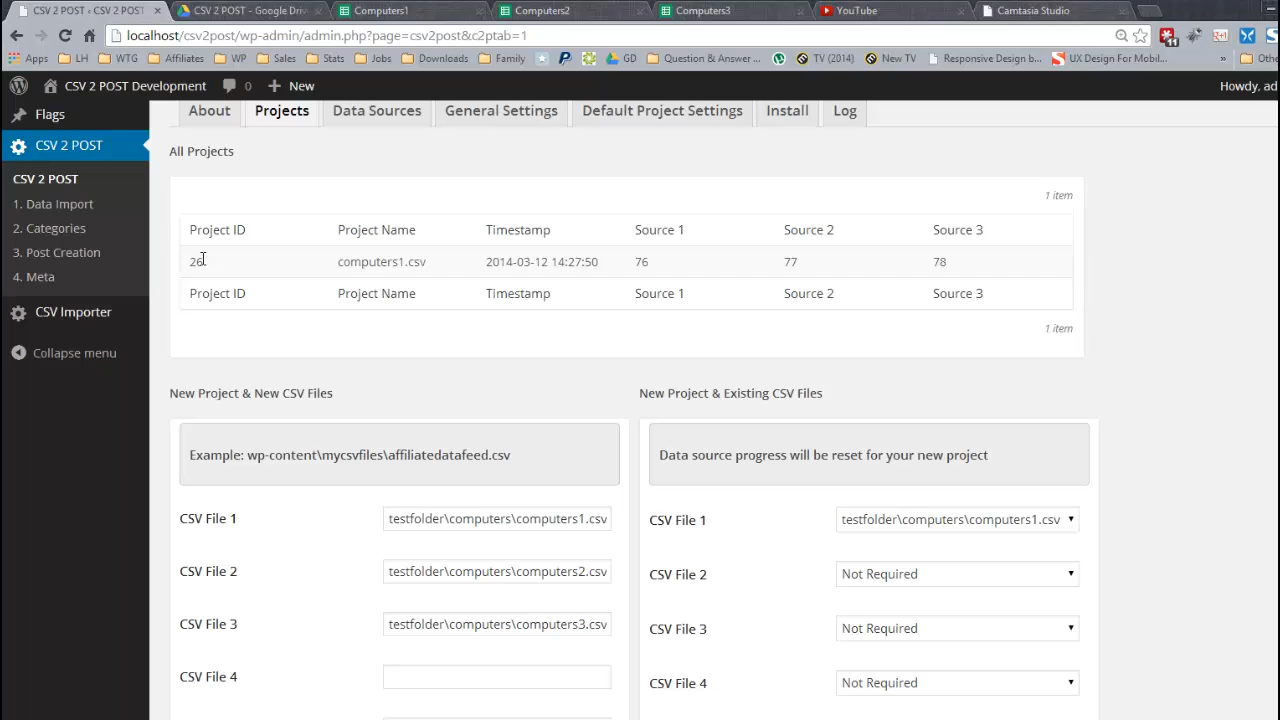 CSV 2 POST ‹ CSV 2 POST
CSV 2 POST - Google Driv
Computers1
Computers2
Computers3
YouTube
Camtasia Studio
localhost/csv2post/wp-admin/admin.php?page=csv2post&c2ptab=1
11
Apps
LH
WTG
Affiliates
WP
Sales
Stats
Jobs
Downloads
Family
GD
Question & Answer ...
TV (2014)
New TV
Responsive Design b...
UX Design For Mobil...
»
Othe
CSV 2 POST Development
0
New
Howdy, ad
Flags
CSV 2 POST
CSV 2 POST
1. Data Import
2. Categories
3. Post Creation
4. Meta
CSV Importer
Collapse menu
About
Projects
Data Sources
General Settings
Default Project Settings
Install
Log
All Projects
1 item
Project ID Project Name Timestamp Source 1 Source 2 Source 3
26 computers1.csv 2014-03-12 14:27:50 76 77 78
Project ID Project Name Timestamp Source 1 Source 2 Source 3
1 item
New Project & New CSV Files
Example: wp-content\mycsvfiles\affiliatedatafeed.csv
CSV File 1 testfolder\computers\computers1.csv
CSV File 2 testfolder\computers\computers2.csv
CSV File 3 testfolder\computers\computers3.csv
CSV File 4
New Project & Existing CSV Files
Data source progress will be reset for your new project
CSV File 1 testfolder\computers\computers1.csv
CSV File 2 Not Required
CSV File 3 Not Required
CSV File 4 Not Required